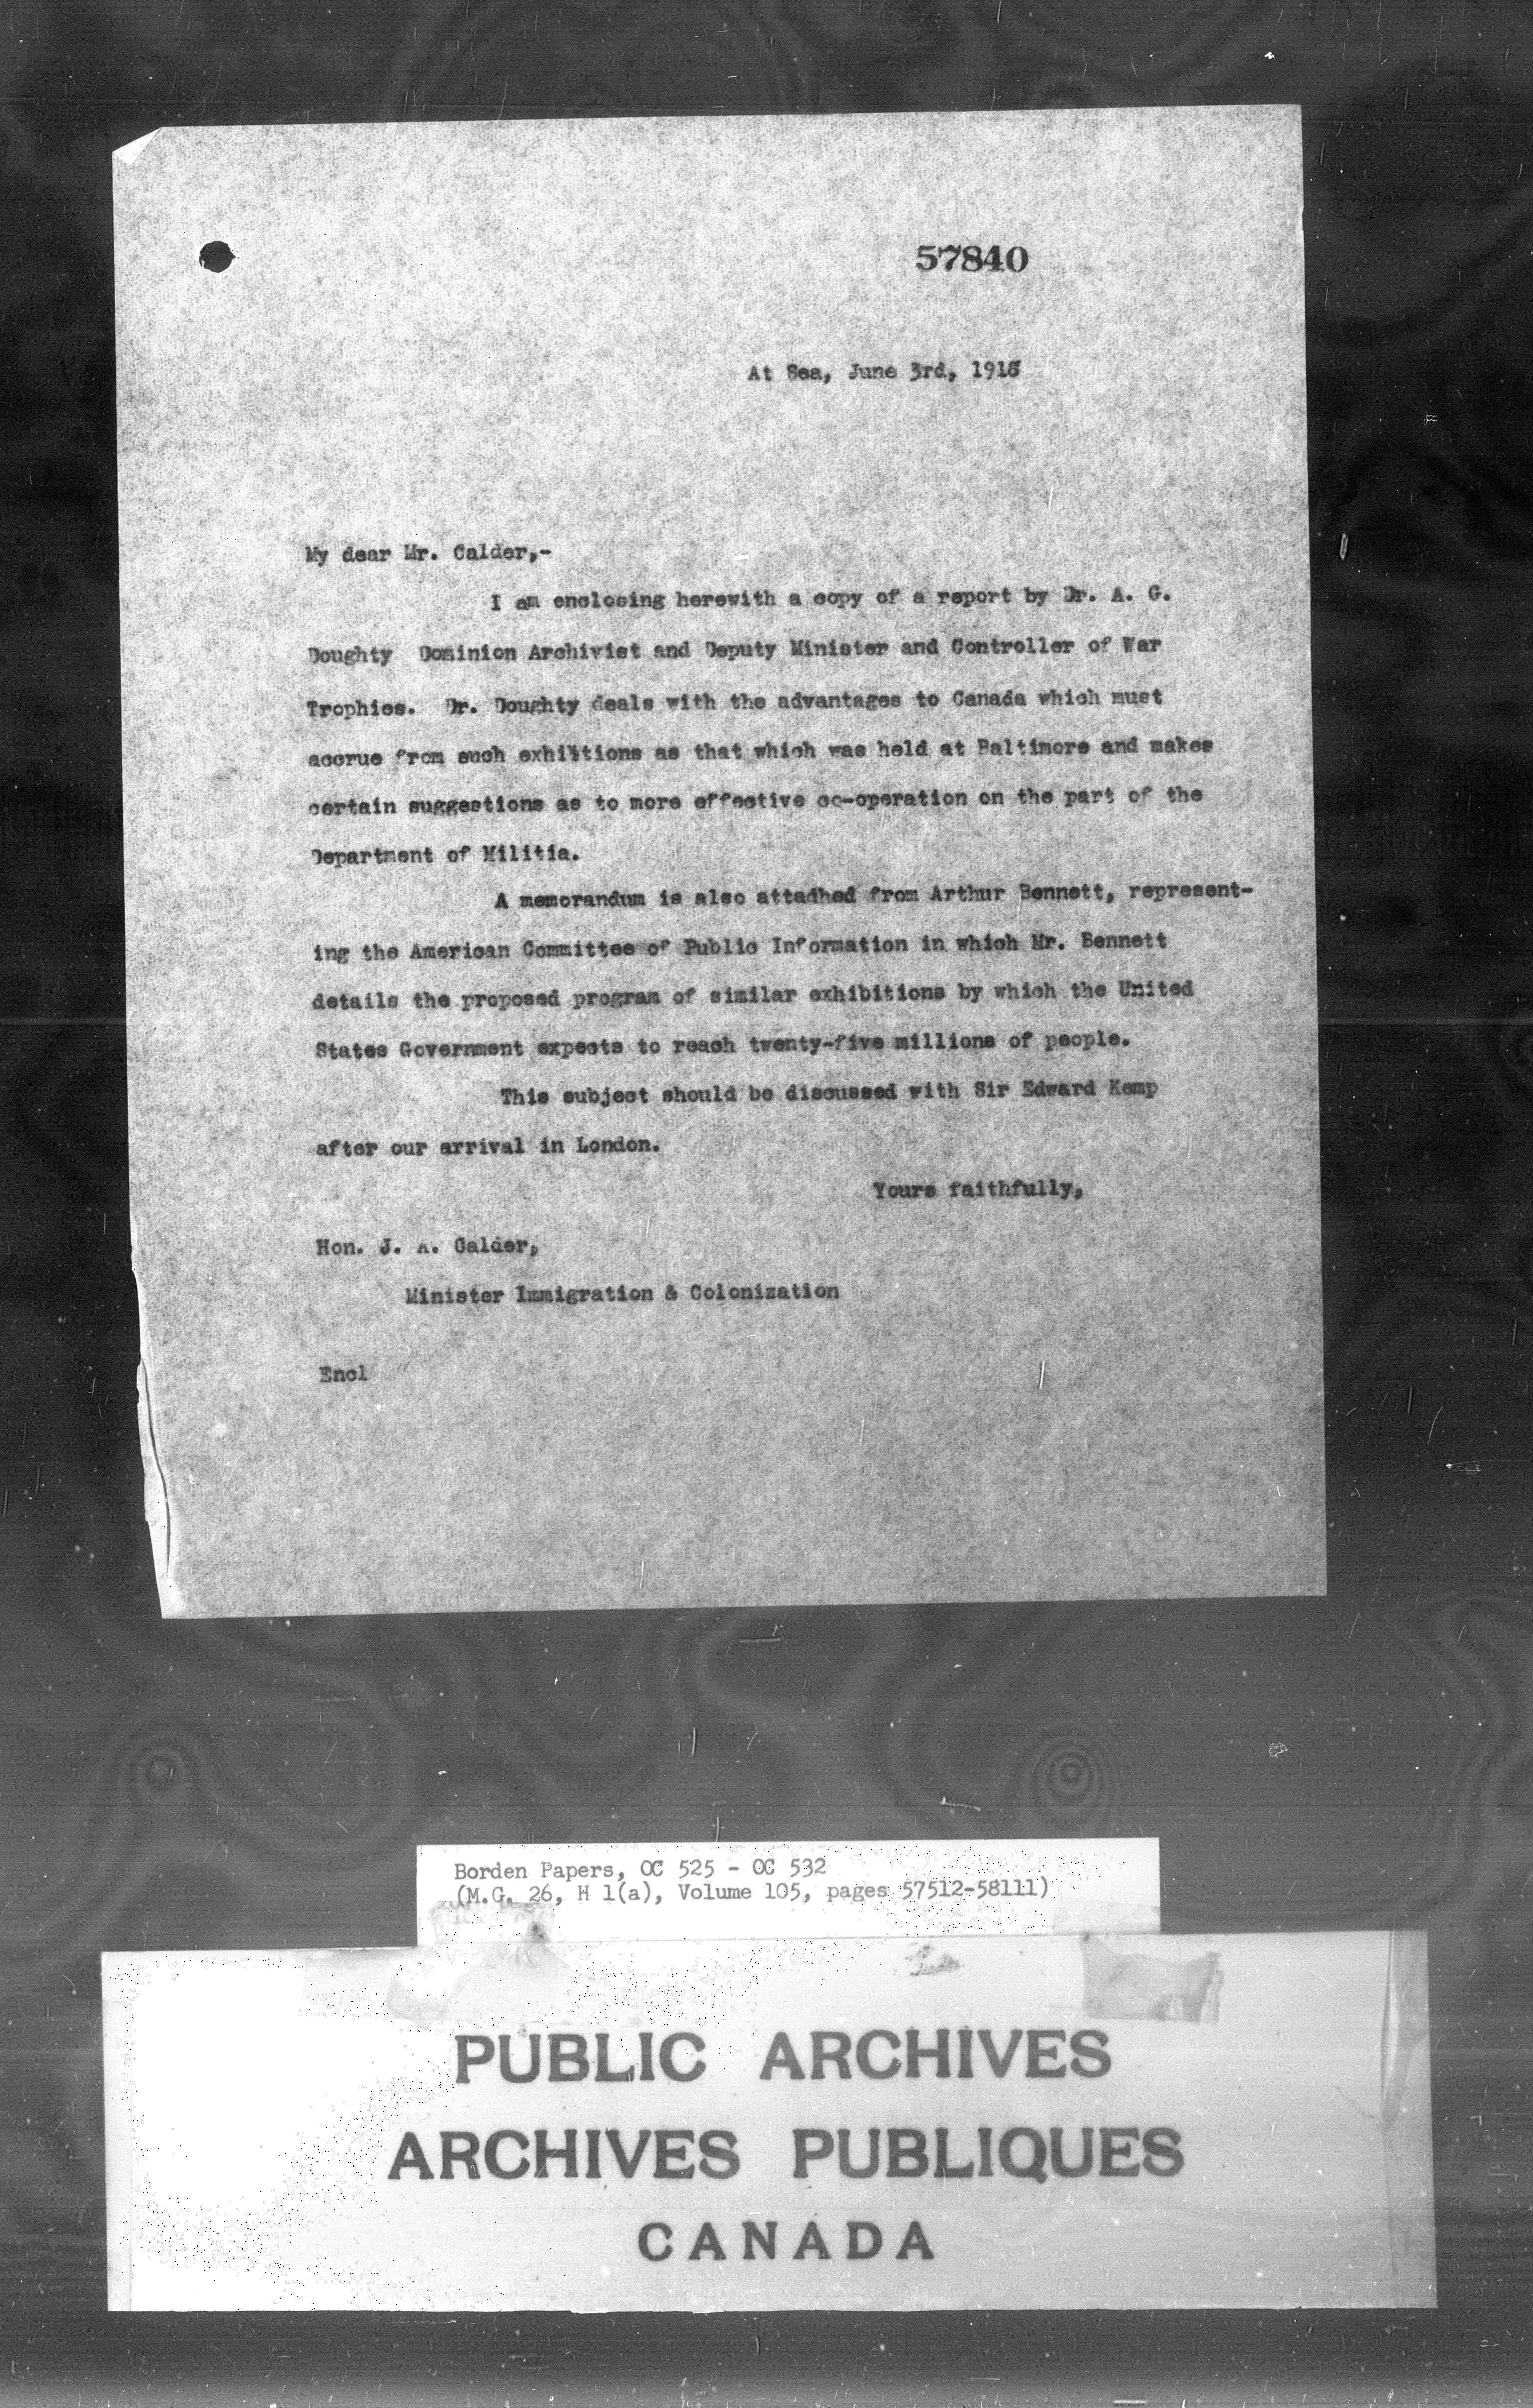 57840
At Sea, June 3rd, 1918
My dear Mr. Calder,-
I am enclosing herewith a copy of a report by Dr. A. G.
Doughty Dominion Archivist and Deputy Minister and Controller of War
Trophies. Dr. Doughty deals with the advantages to Canada which must
accrue from such exhibtions as that which was held at Baltimore and makes
certain suggestions as to more effective co-operation on the part of the
Department of Militia.
A memorandum is also attadhed from Arthur Bennett, represent-
ing the American Committee of Public Information in which Mr. Bennett
details the proposed program of similar exhibitions by which the United
States Government expects to reach twenty-five millions of people.
This subject should be discussed with Sir Edward Kemp
after our arrival in London.
Yours faithfully,
Hon. J. A. Calder,
Minister Immigration & Colonization
Encl
Borden Papers, OC 525 - OC 532
(M.G. 26, H 1(a), Volume 105, pages 57512-58111)
PUBLIC ARCHIVES
ARCHIVES PUBLIQUES
CANADA